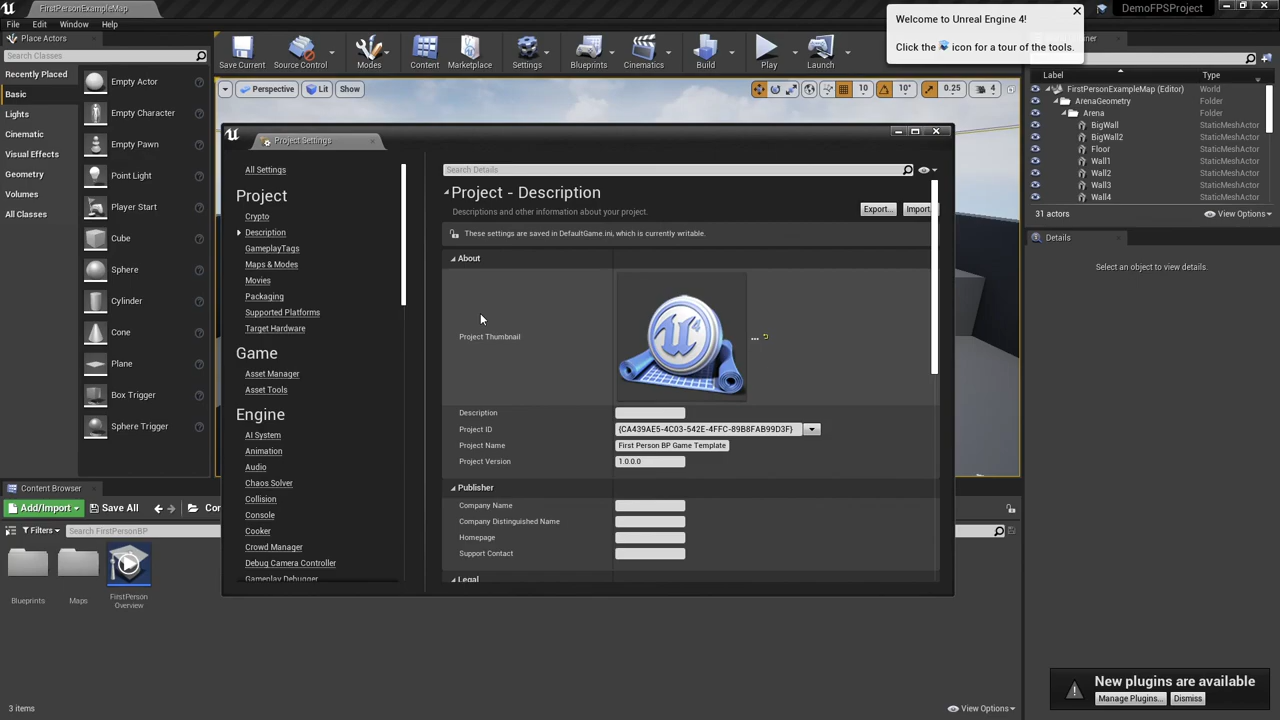 FirstPersonExampleMap
DemoFPSProject
File Edit Window Help
Welcome to Unreal Engine 4!
Click the icon for a tour of the tools.
Place Actors
Search Classes
Recently Placed
Basic
Lights
Cinematic
Visual Effects
Geometry
Volumes
All Classes
Empty Actor
Empty Character
Empty Pawn
Point Light
Player Start
Cube
Sphere
Cylinder
Cone
Plane
Box Trigger
Sphere Trigger
Save Current
Source Control
Modes
Content
Marketplace
Settings
Blueprints
Cinematics
Build
Play
Launch
Perspective
Lit
Show
10
10°
0.25
4
Label Type
FirstPersonExampleMap (Editor) World
ArenaGeometry Folder
Arena Folder
BigWall StaticMeshActor
BigWall2 StaticMeshActor
Floor StaticMeshActor
Wall1 StaticMeshActor
Wall2 StaticMeshActor
Wall3 StaticMeshActor
Wall4 StaticMeshActor
31 actors
View Options
Details
Select an object to view details.
Project Settings
All Settings
Project
Crypto
Description
GameplayTags
Maps & Modes
Movies
Packaging
Supported Platforms
Target Hardware
Game
Asset Manager
Asset Tools
Engine
AI System
Animation
Audio
Chaos Solver
Collision
Console
Cooker
Crowd Manager
Debug Camera Controller
Gameplay Debugger
Search Details
Project - Description
Descriptions and other information about your project.
Export...
Import
These settings are saved in DefaultGame.ini, which is currently writable.
About
Project Thumbnail
Description
Project ID {CA439AE5-4C03-542E-4FFC-89B8FAB99D3F}
Project Name First Person BP Game Template
Project Version 1.0.0.0
Publisher
Company Name
Company Distinguished Name
Homepage
Support Contact
Legal
Content Browser
Add/Import
Save All
Filters
Search FirstPersonBP
Blueprints
Maps
FirstPerson
Overview
3 items
View Options
New plugins are available
Manage Plugins... Dismiss